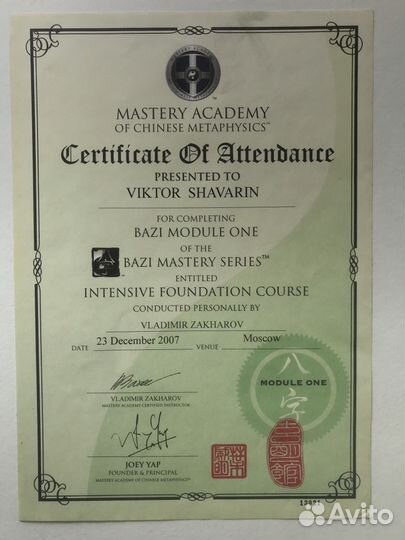 MASTERY ACADEMY
OF CHINESE METAPHYSICS™
Certificate Of Attendance
PRESENTED TO
VIKTOR SHAVARIN
FOR COMPLETING
BAZI MODULE ONE
OF THE
BAZI MASTERY SERIES™
ENTITLED
INTENSIVE FOUNDATION COURSE
CONDUCTED PERSONALLY BY
VLADIMIR ZAKHAROV
DATE 23 December 2007 VENUE Moscow
八
MODULE ONE
字
VLADIMIR ZAKHAROV
MASTERY ACADEMY CERTIFIED INSTRUCTOR
JOEY YAP
FOUNDER & PRINCIPAL
MASTERY ACADEMY OF CHINESE METAPHYSICS™
Avito